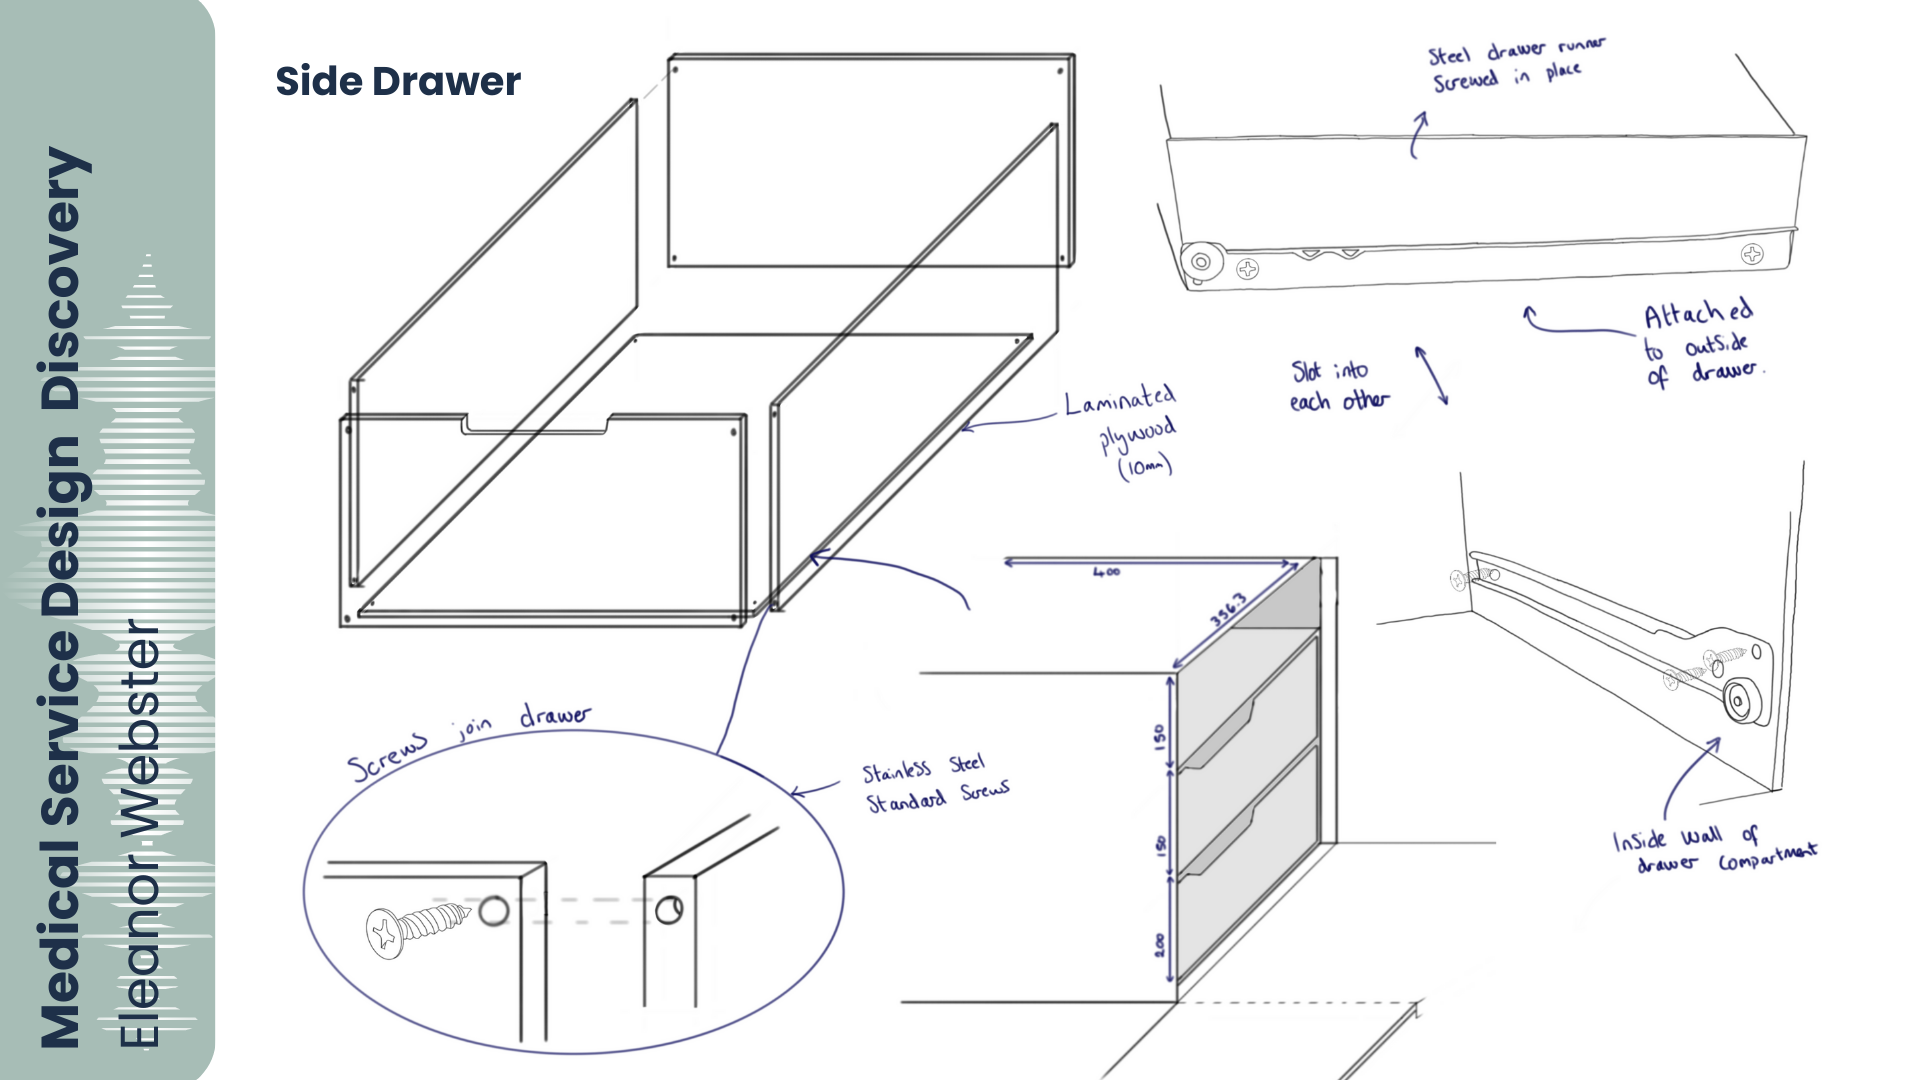 Medical Service Design Discovery
Eleanor Webster
Side Drawer
Steel drawer runner
Screwed in place
Attached
to outside
of drawer.
Slot into
each other
Laminated
plywood
(10mm)
400
356.3
150
150
200
Screws join drawer
Stainless Steel
Standard Screws
Inside wall of
drawer compartment